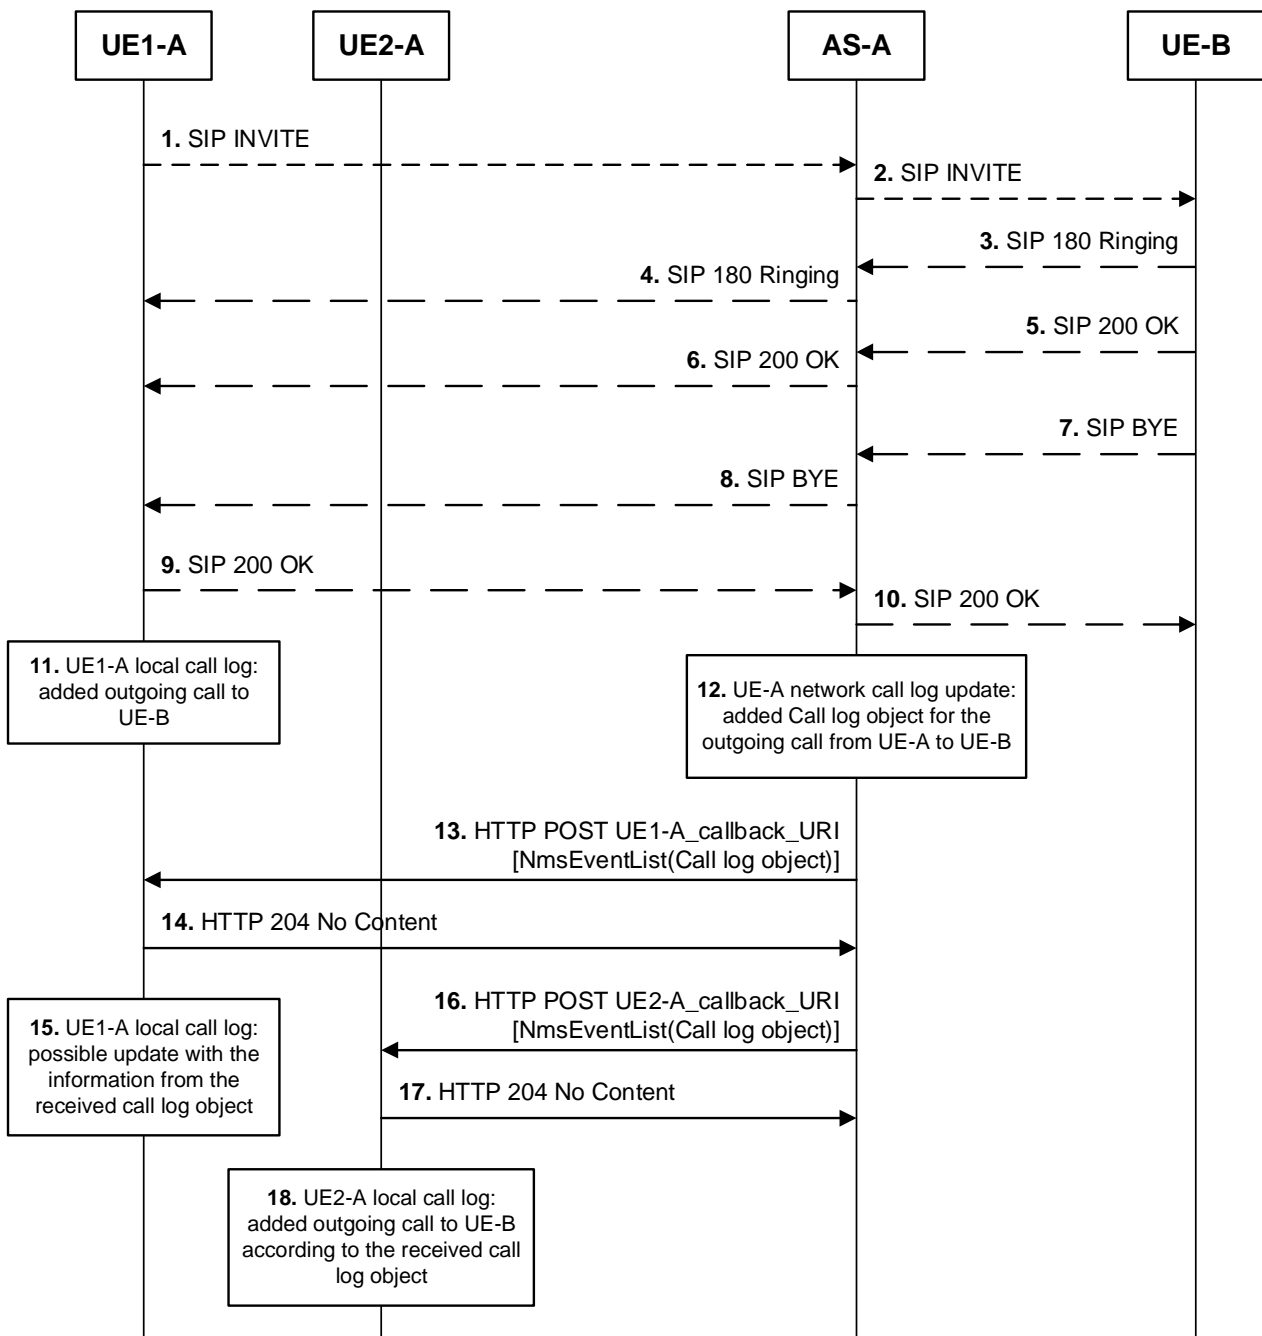 UE1-A
UE2-A
AS-A
UE-B
1. SIP INVITE
2. SIP INVITE
3. SIP 180 Ringing
4. SIP 180 Ringing
5. SIP 200 OK
6. SIP 200 OK
7. SIP BYE
8. SIP BYE
9. SIP 200 OK
10. SIP 200 OK
11. UE1-A local call log:
added outgoing call to
UE-B
12. UE-A network call log update:
added Call log object for the
outgoing call from UE-A to UE-B
13. HTTP POST UE1-A_callback_URI
[NmsEventList(Call log object)]
14. HTTP 204 No Content
15. UE1-A local call log:
possible update with the
information from the
received call log object
16. HTTP POST UE2-A_callback_URI
[NmsEventList(Call log object)]
17. HTTP 204 No Content
18. UE2-A local call log:
added outgoing call to UE-B
according to the received call
log object